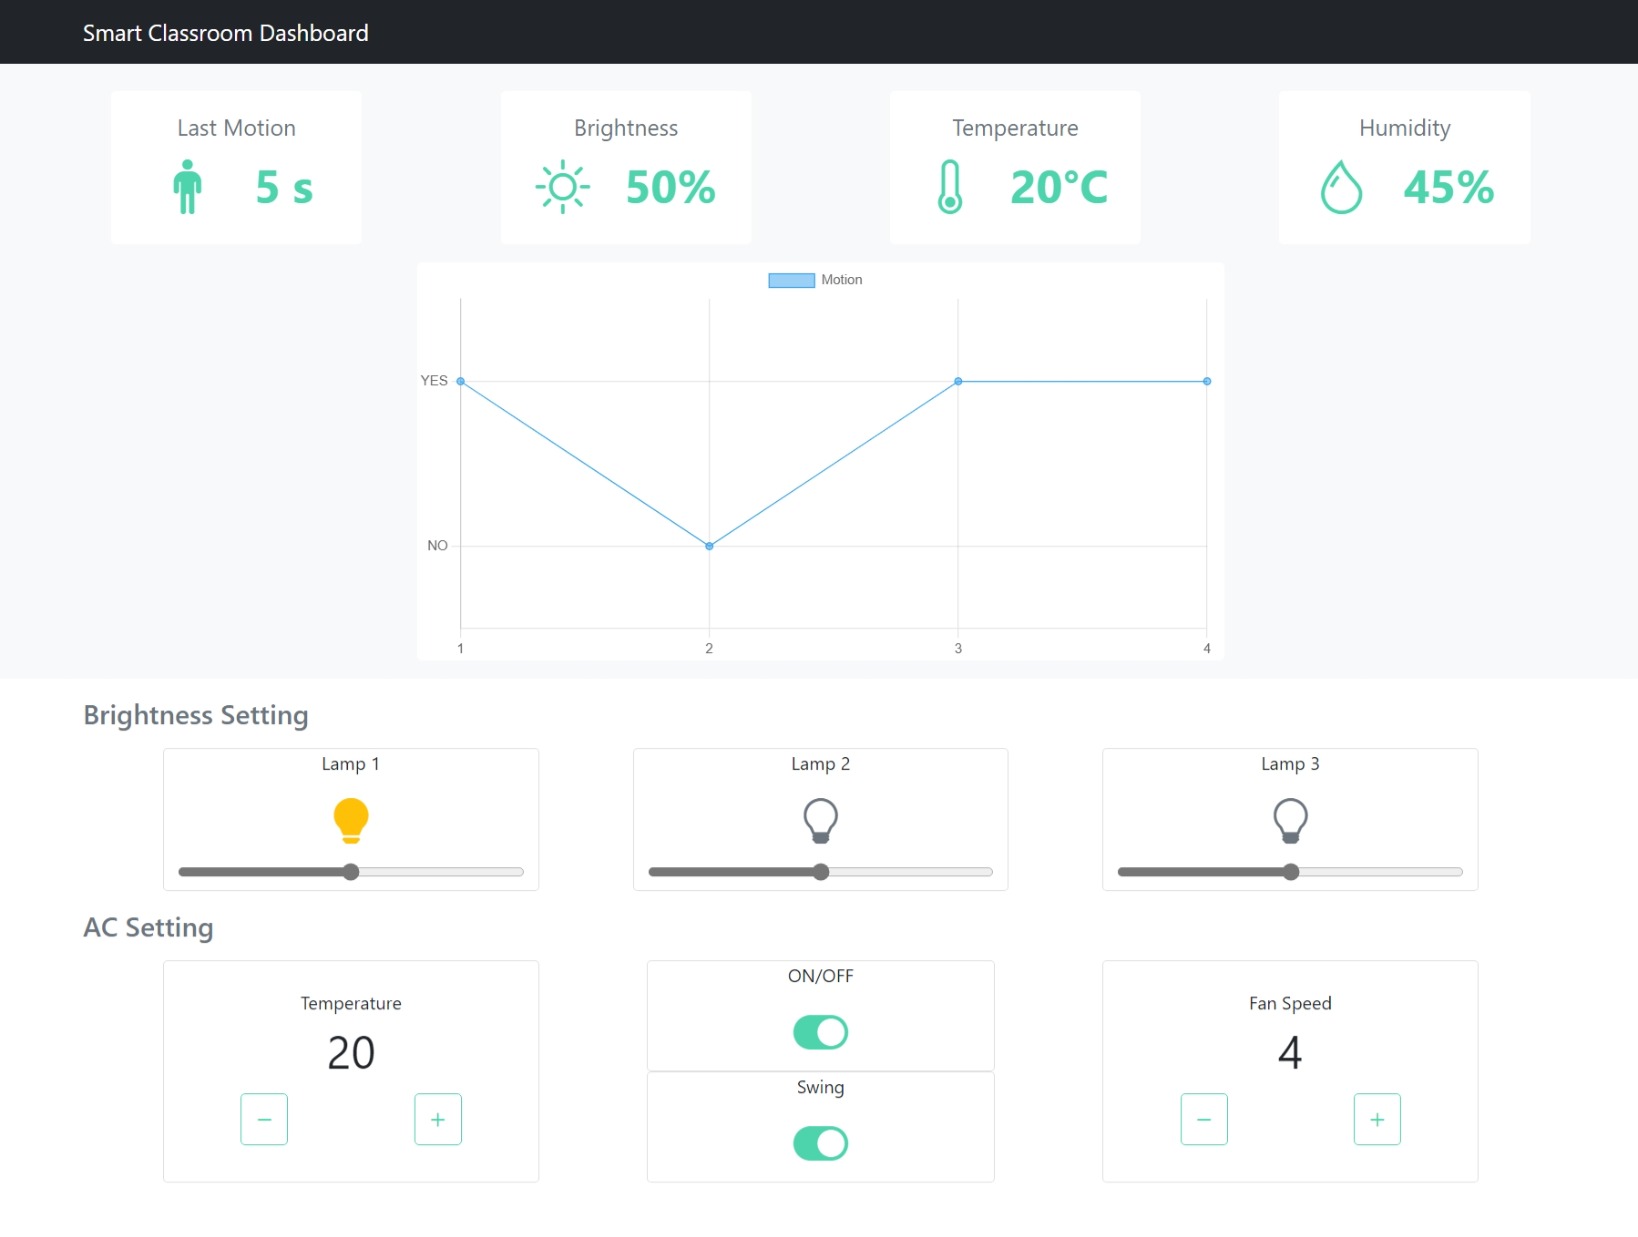 Smart Classroom Dashboard
Last Motion
5 s
Brightness
50%
Temperature
20°C
Humidity
45%
Motion
YES
NO
1 2 3 4
Brightness Setting
Lamp 1
Lamp 2
Lamp 3
AC Setting
Temperature
20
− +
ON/OFF
Swing
Fan Speed
4
− +